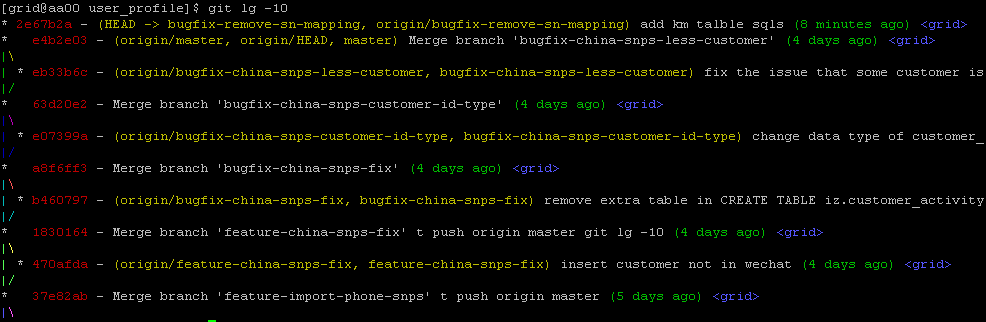 [grid@aa00 user_profile]$ git lg -10
* 2e67b2a - (HEAD -> bugfix-remove-sn-mapping, origin/bugfix-remove-sn-mapping) add km talble sqls (8 minutes ago) <grid>
*   e4b2e03 - (origin/master, origin/HEAD, master) Merge branch 'bugfix-china-snps-less-customer' (4 days ago) <grid>
|\
| * eb33b6c - (origin/bugfix-china-snps-less-customer, bugfix-china-snps-less-customer) fix the issue that some customer is
|/
*   63d20e2 - Merge branch 'bugfix-china-snps-customer-id-type' (4 days ago) <grid>
|\
| * e07399a - (origin/bugfix-china-snps-customer-id-type, bugfix-china-snps-customer-id-type) change data type of customer_
|/
*   a8f6ff3 - Merge branch 'bugfix-china-snps-fix' (4 days ago) <grid>
|\
| * b460797 - (origin/bugfix-china-snps-fix, bugfix-china-snps-fix) remove extra table in CREATE TABLE iz.customer_activity
|/
*   1830164 - Merge branch 'feature-china-snps-fix' t push origin master git lg -10 (4 days ago) <grid>
|\
| * 470afda - (origin/feature-china-snps-fix, feature-china-snps-fix) insert customer not in wechat (4 days ago) <grid>
|/
*   37e82ab - Merge branch 'feature-import-phone-snps' t push origin master (5 days ago) <grid>
|\